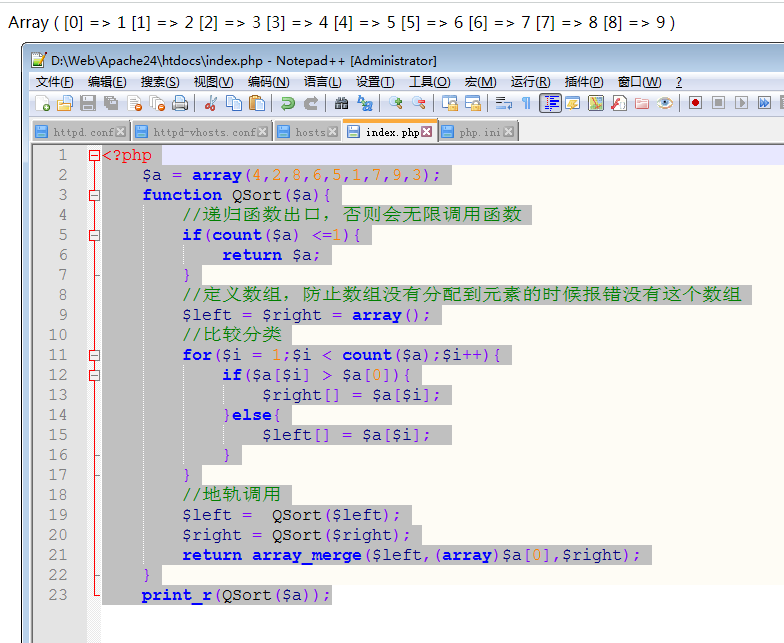 Array ( [0] => 1 [1] => 2 [2] => 3 [3] => 4 [4] => 5 [5] => 6 [6] => 7 [7] => 8 [8] => 9 )
D:\Web\Apache24\htdocs\index.php - Notepad++ [Administrator]
文件(F) 编辑(E) 搜索(S) 视图(V) 编码(N) 语言(L) 设置(T) 工具(O) 宏(M) 运行(R) 插件(P) 窗口(W) ?
httpd.conf httpd-vhosts.conf hosts index.php php.ini
1 <?php
2 $a = array(4,2,8,6,5,1,7,9,3);
3 function QSort($a){
4 //递归函数出口，否则会无限调用函数
5 if(count($a) <=1){
6 return $a;
7 }
8 //定义数组，防止数组没有分配到元素的时候报错没有这个数组
9 $left = $right = array();
10 //比较分类
11 for($i = 1;$i < count($a);$i++){
12 if($a[$i] > $a[0]){
13 $right[] = $a[$i];
14 }else{
15 $left[] = $a[$i];
16 }
17 }
18 //地轨调用
19 $left =  QSort($left);
20 $right = QSort($right);
21 return array_merge($left,(array)$a[0],$right);
22 }
23 print_r(QSort($a));